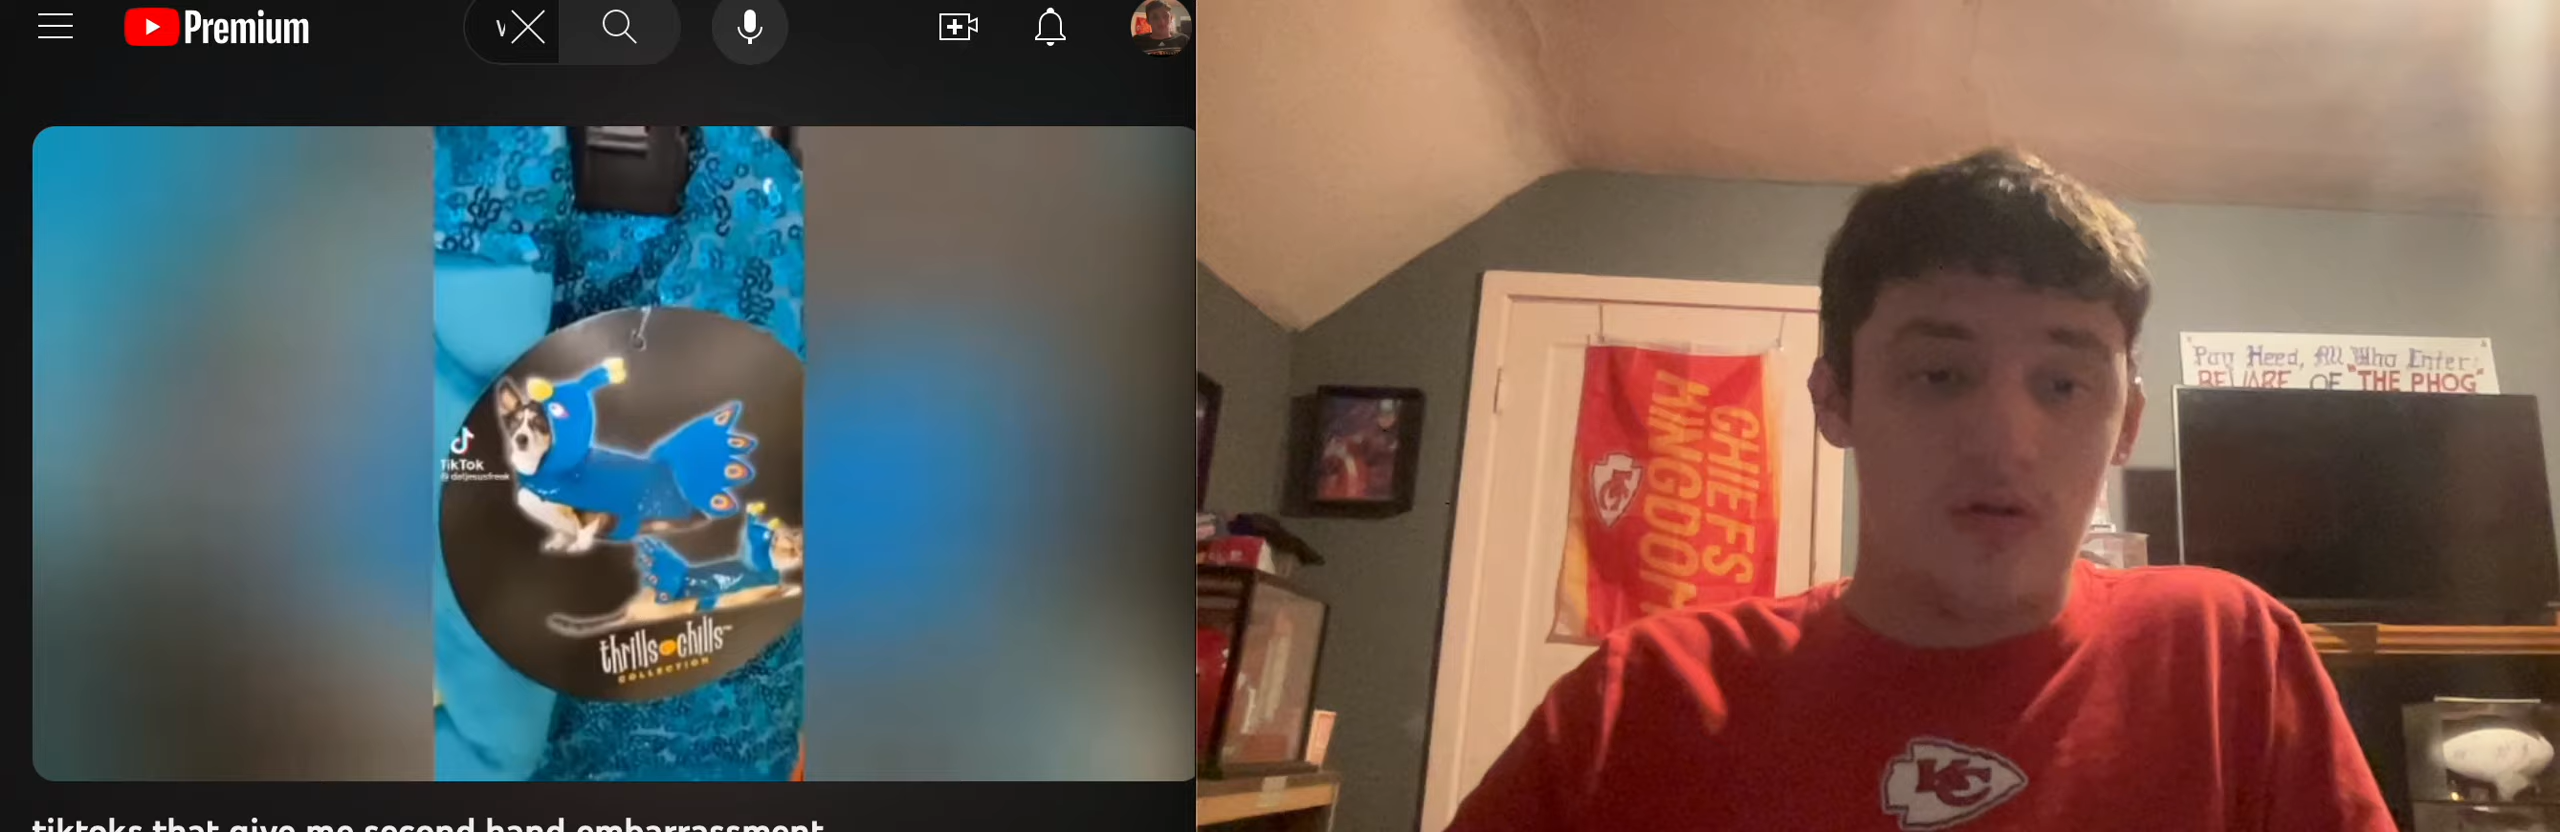 Premium
TikTok
thrills chills
COLLECTION
tiktoks that give me second hand embarrassment
CHIEFS
KINGDOM
KC
Pay Heed, All Who Enter:
BEWARE OF "THE PHOG"
KC